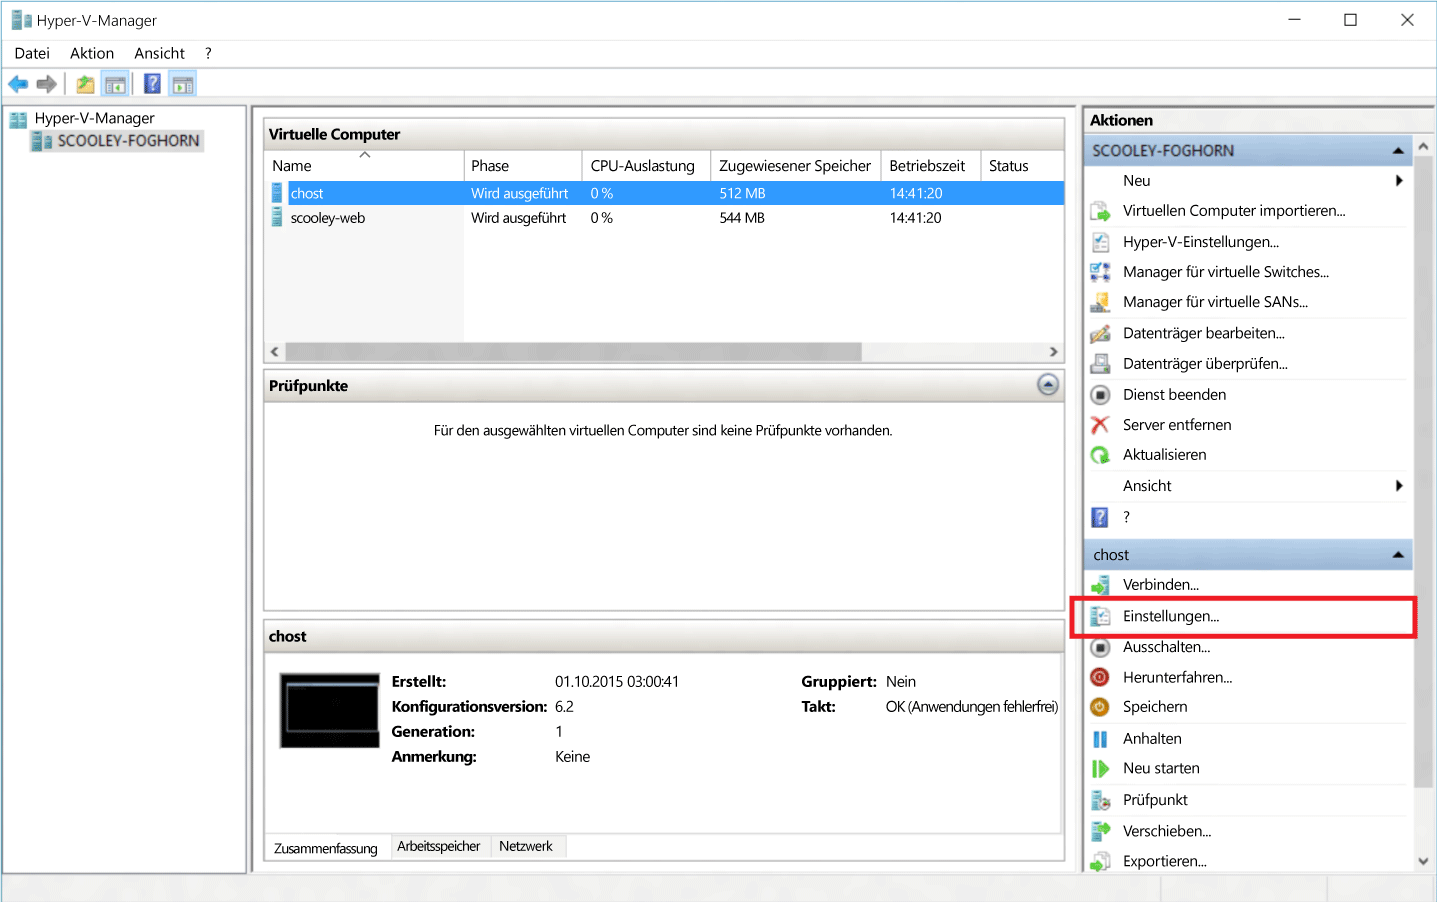 Hyper-V-Manager
Datei Aktion Ansicht ?
Hyper-V-Manager
SCOOLEY-FOGHORN
Virtuelle Computer
Name Phase CPU-Auslastung Zugewiesener Speicher Betriebszeit Status
chost Wird ausgeführt 0 % 512 MB 14:41:20
scooley-web Wird ausgeführt 0 % 544 MB 14:41:20
Prüfpunkte
Für den ausgewählten virtuellen Computer sind keine Prüfpunkte vorhanden.
chost
Erstellt: 01.10.2015 03:00:41 Gruppiert: Nein
Konfigurationsversion: 6.2 Takt: OK (Anwendungen fehlerfrei)
Generation: 1
Anmerkung: Keine
Zusammenfassung Arbeitsspeicher Netzwerk
Aktionen
SCOOLEY-FOGHORN
Neu
Virtuellen Computer importieren...
Hyper-V-Einstellungen...
Manager für virtuelle Switches...
Manager für virtuelle SANs...
Datenträger bearbeiten...
Datenträger überprüfen...
Dienst beenden
Server entfernen
Aktualisieren
Ansicht
?
chost
Verbinden...
Einstellungen...
Ausschalten...
Herunterfahren...
Speichern
Anhalten
Neu starten
Prüfpunkt
Verschieben...
Exportieren...